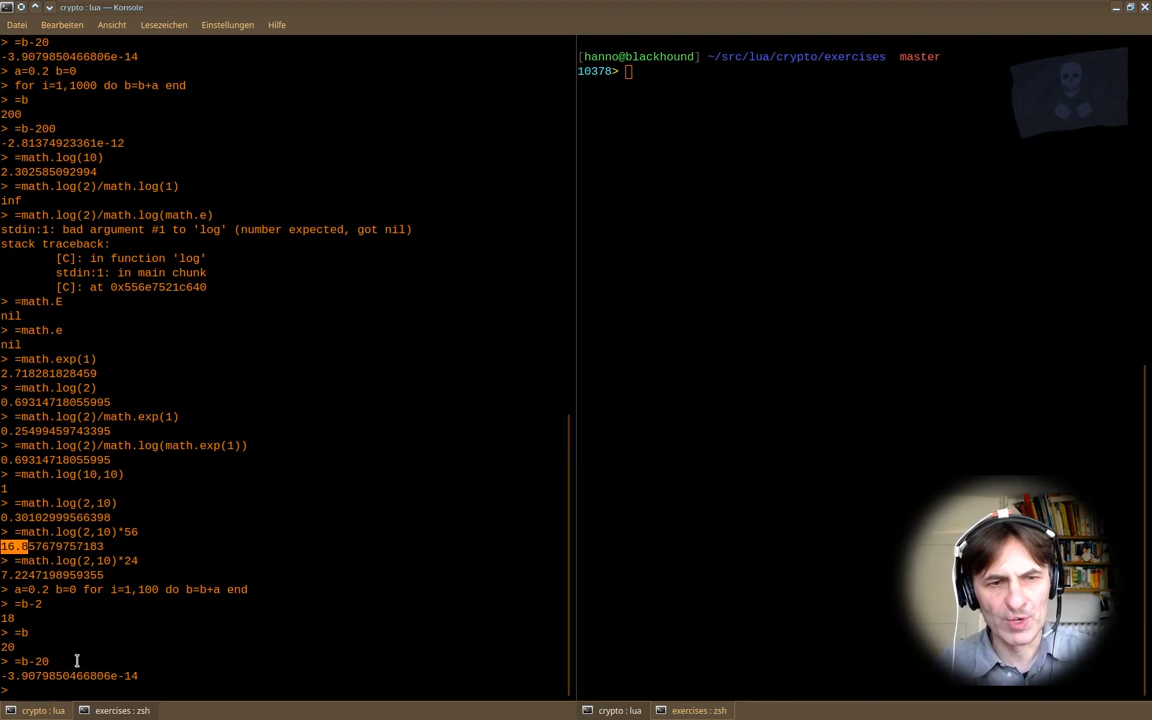 crypto : lua — Konsole
Datei Bearbeiten Ansicht Lesezeichen Einstellungen Hilfe
> =b-20
-3.9079850466806e-14
> a=0.2 b=0
> for i=1,1000 do b=b+a end
> =b
200
> =b-200
-2.81374923361e-12
> =math.log(10)
2.302585092994
> =math.log(2)/math.log(1)
inf
> =math.log(2)/math.log(math.e)
stdin:1: bad argument #1 to 'log' (number expected, got nil)
stack traceback:
[C]: in function 'log'
stdin:1: in main chunk
[C]: at 0x556e7521c640
> =math.E
nil
> =math.e
nil
> =math.exp(1)
2.718281828459
> =math.log(2)
0.69314718055995
> =math.log(2)/math.exp(1)
0.25499459743395
> =math.log(2)/math.log(math.exp(1))
0.69314718055995
> =math.log(10,10)
1
> =math.log(2,10)
0.30102999566398
> =math.log(2,10)*56
16.857679757183
> =math.log(2,10)*24
7.2247198959355
> a=0.2 b=0 for i=1,100 do b=b+a end
> =b-2
18
> =b
20
> =b-20
-3.9079850466806e-14
>
[hanno@blackhound] ~/src/lua/crypto/exercises master
10378>
crypto : lua exercises : zsh
crypto : lua exercises : zsh